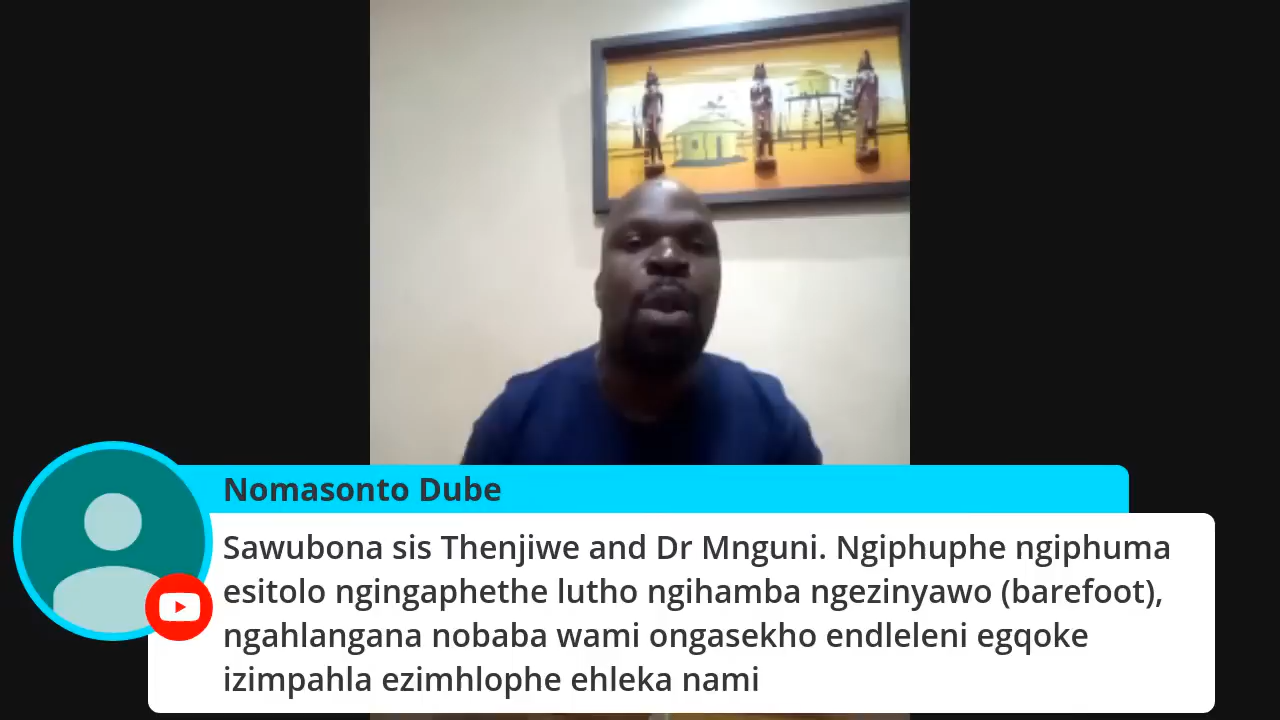 Nomasonto Dube
Sawubona sis Thenjiwe and Dr Mnguni. Ngiphuphe ngiphuma
esitolo ngingaphethe lutho ngihamba ngezinyawo (barefoot),
ngahlangana nobaba wami ongasekho endleleni egqoke
izimpahla ezimhlophe ehleka nami